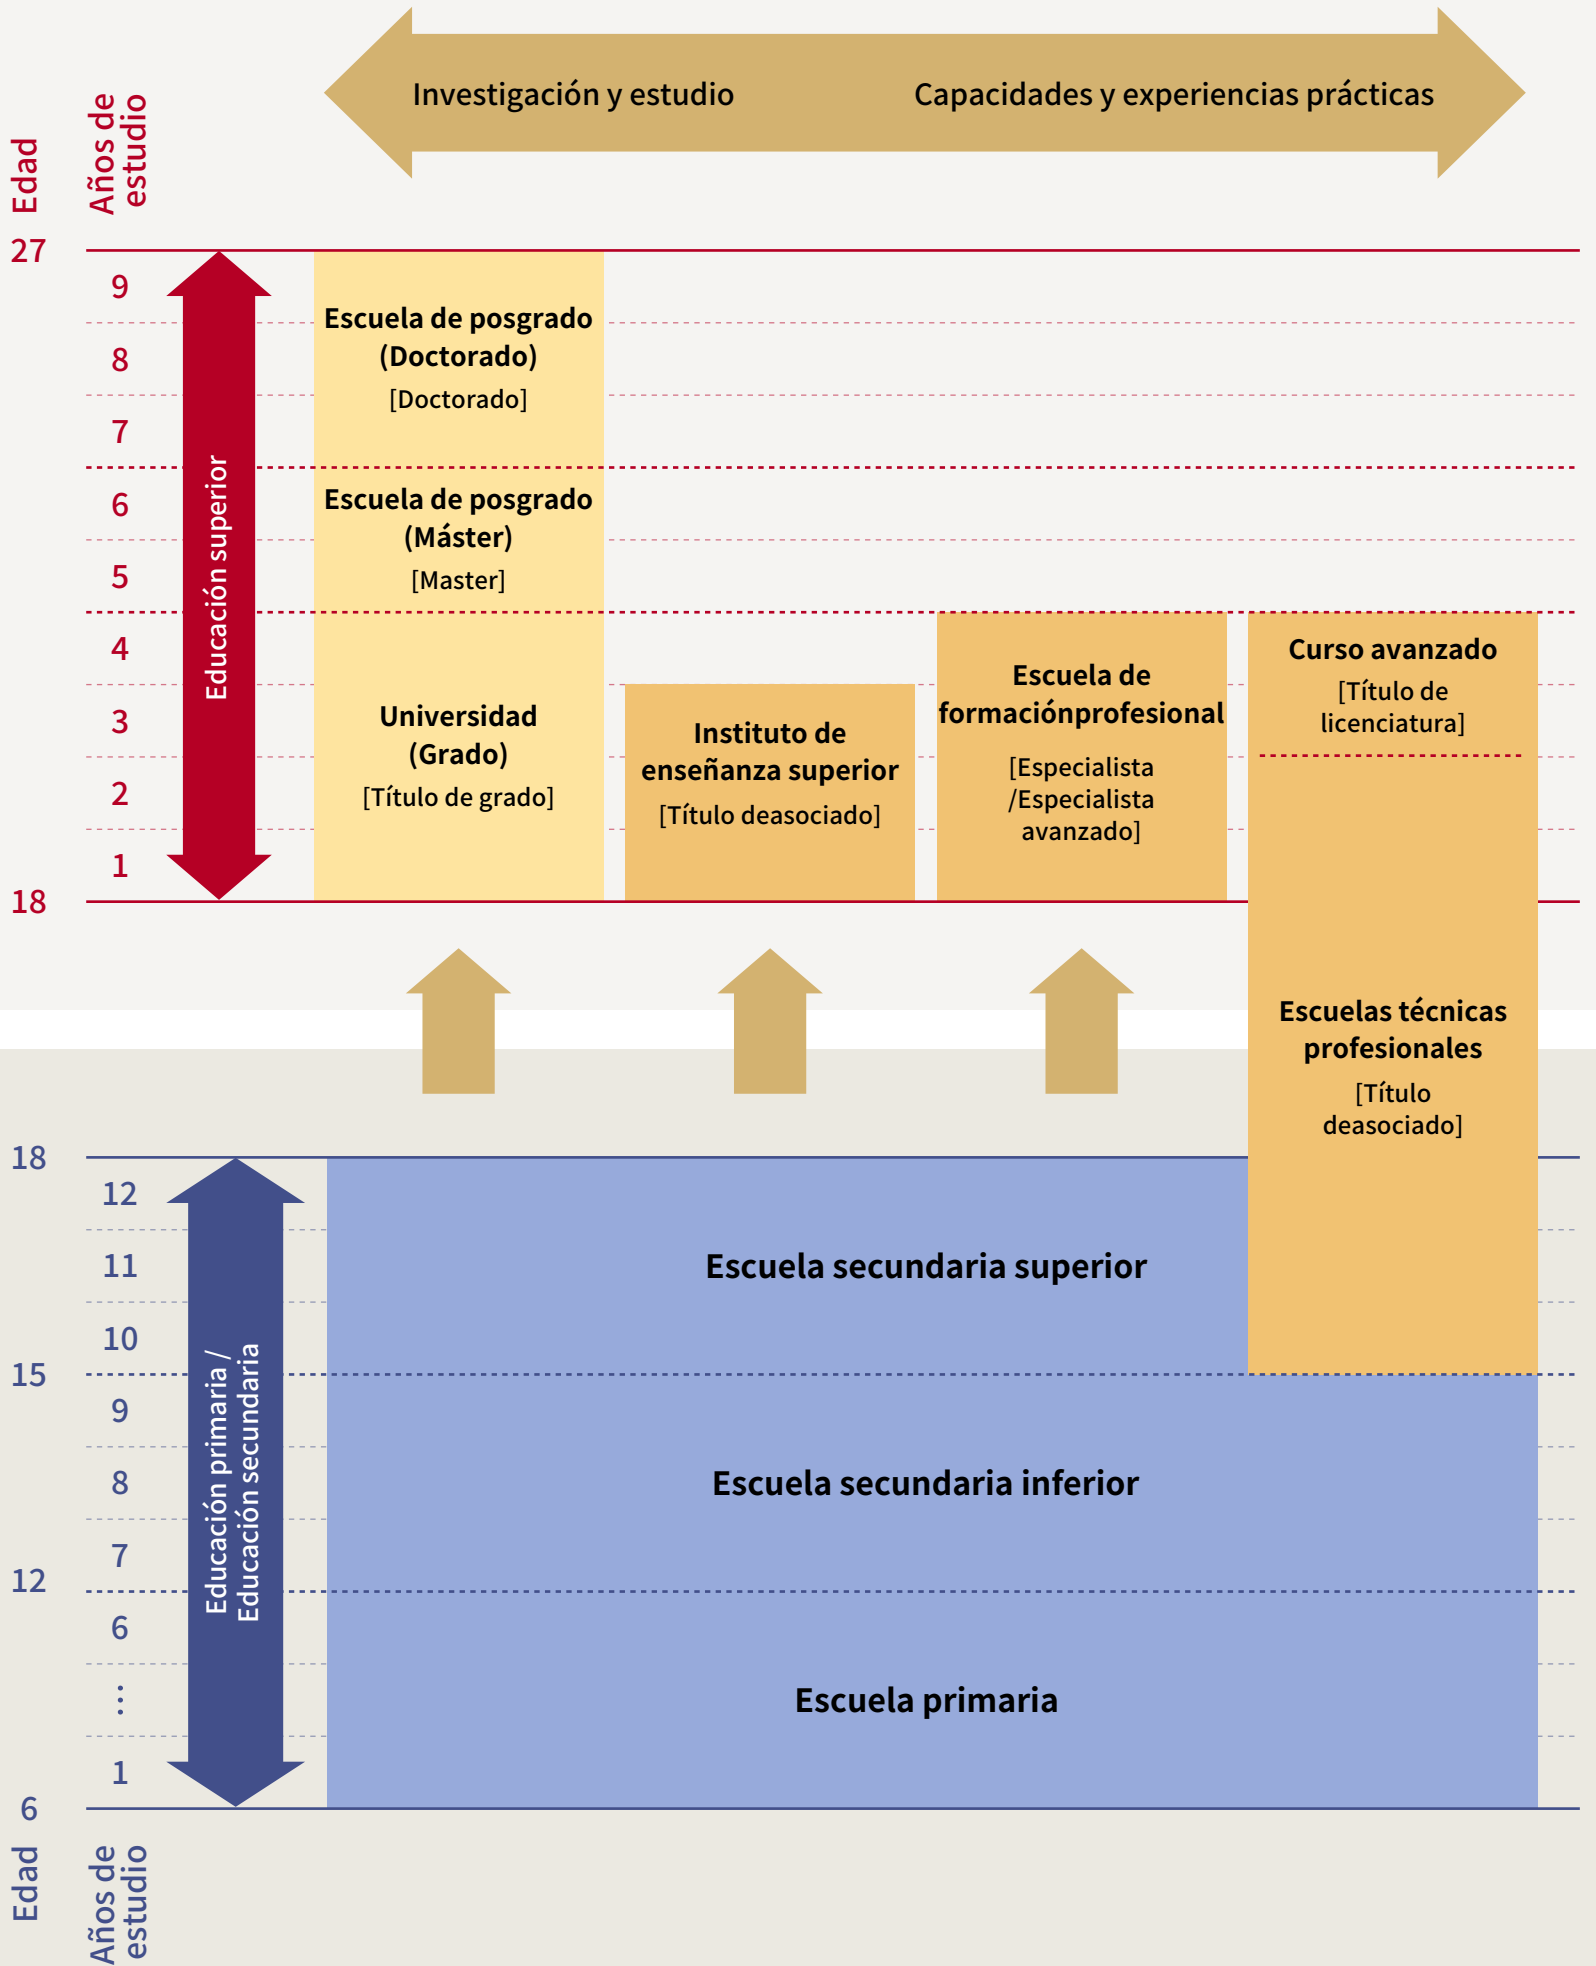 Investigación y estudio
Capacidades y experiencias prácticas
Edad
Años de
estudio
27
9
8
7
6
5
4
3
2
1
18
Educación superior
Escuela de posgrado
(Doctorado)
[Doctorado]
Escuela de posgrado
(Máster)
[Master]
Universidad
(Grado)
[Título de grado]
Instituto de
enseñanza superior
[Título deasociado]
Escuela de
formaciónprofesional
[Especialista
/Especialista
avanzado]
Curso avanzado
[Título de
licenciatura]
Escuelas técnicas
profesionales
[Título
deasociado]
18
12
11
10
15
9
8
7
12
6
⋮
1
6
Educación primaria /
Educación secundaria
Escuela secundaria superior
Escuela secundaria inferior
Escuela primaria
Edad
Años de
estudio